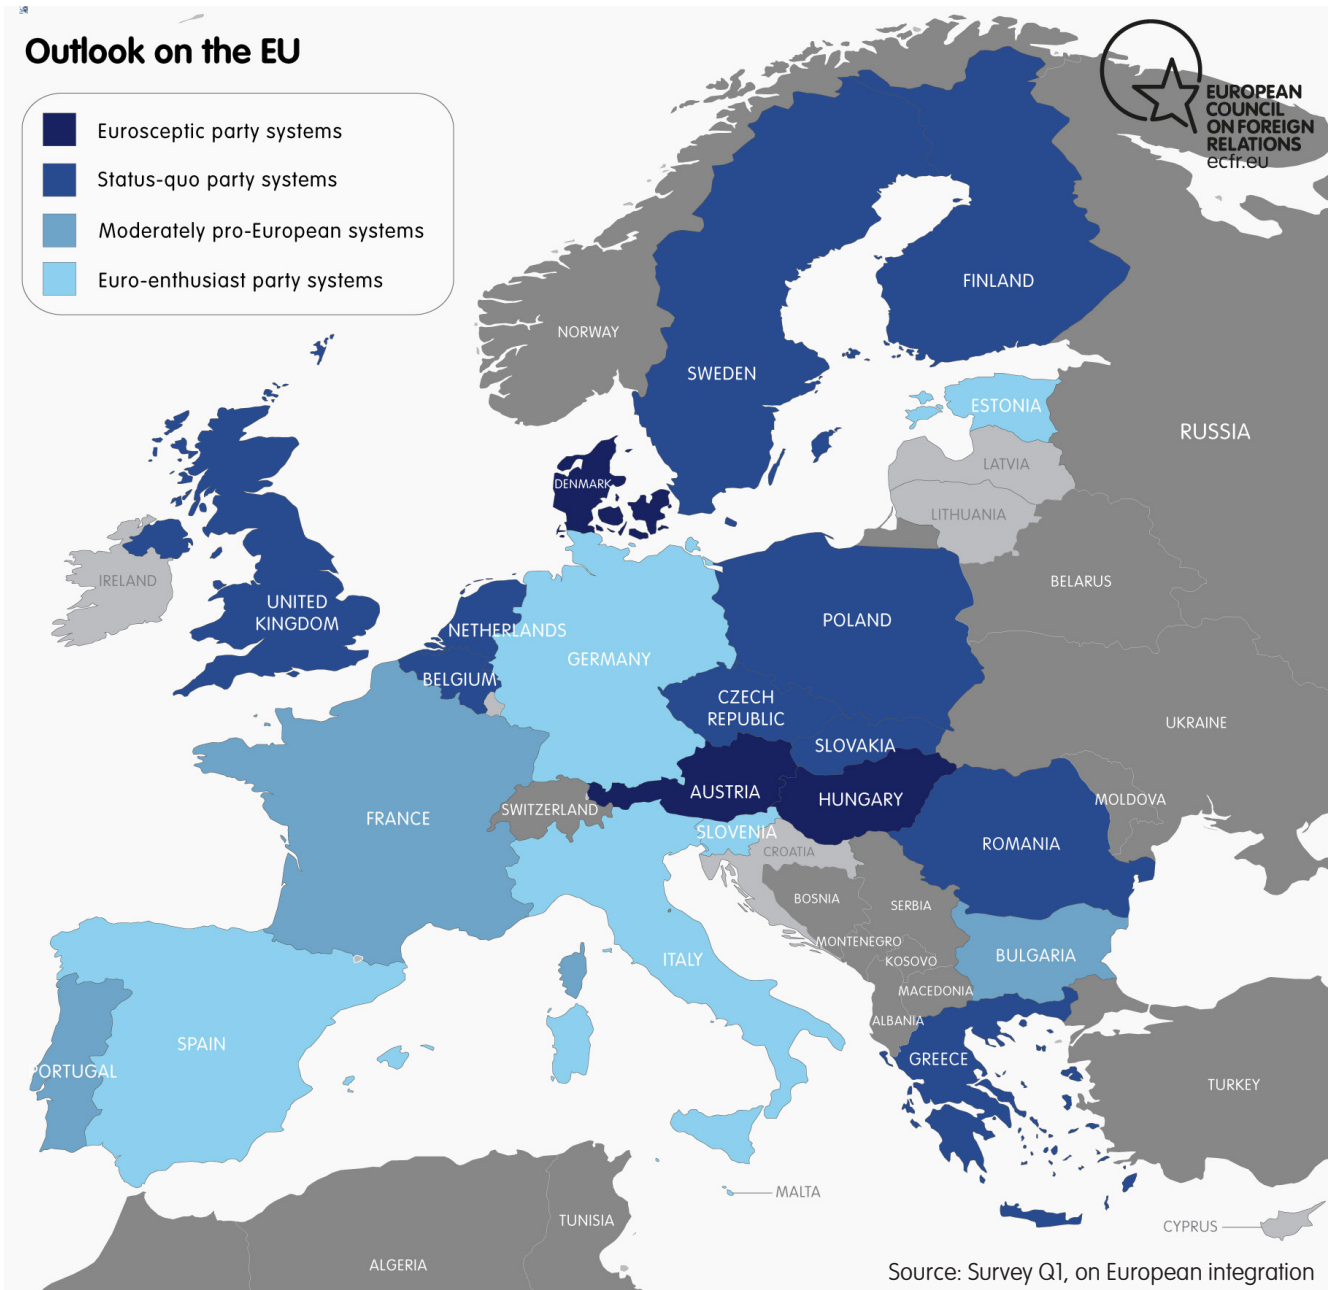 Outlook on the EU
Eurosceptic party systems
Status-quo party systems
Moderately pro-European systems
Euro-enthusiast party systems
EUROPEAN
COUNCIL
ON FOREIGN
RELATIONS
ecfr.eu
FINLAND
NORWAY
SWEDEN
ESTONIA
RUSSIA
LATVIA
DENMARK
LITHUANIA
IRELAND
BELARUS
UNITED
KINGDOM
NETHERLANDS
POLAND
GERMANY
BELGIUM
CZECH
REPUBLIC
UKRAINE
SLOVAKIA
AUSTRIA
HUNGARY
MOLDOVA
SWITZERLAND
FRANCE
SLOVENIA
ROMANIA
CROATIA
BOSNIA
SERBIA
MONTENEGRO
KOSOVO
BULGARIA
ITALY
MACEDONIA
ALBANIA
SPAIN
GREECE
PORTUGAL
TURKEY
MALTA
TUNISIA
CYPRUS
ALGERIA
Source: Survey Q1, on European integration